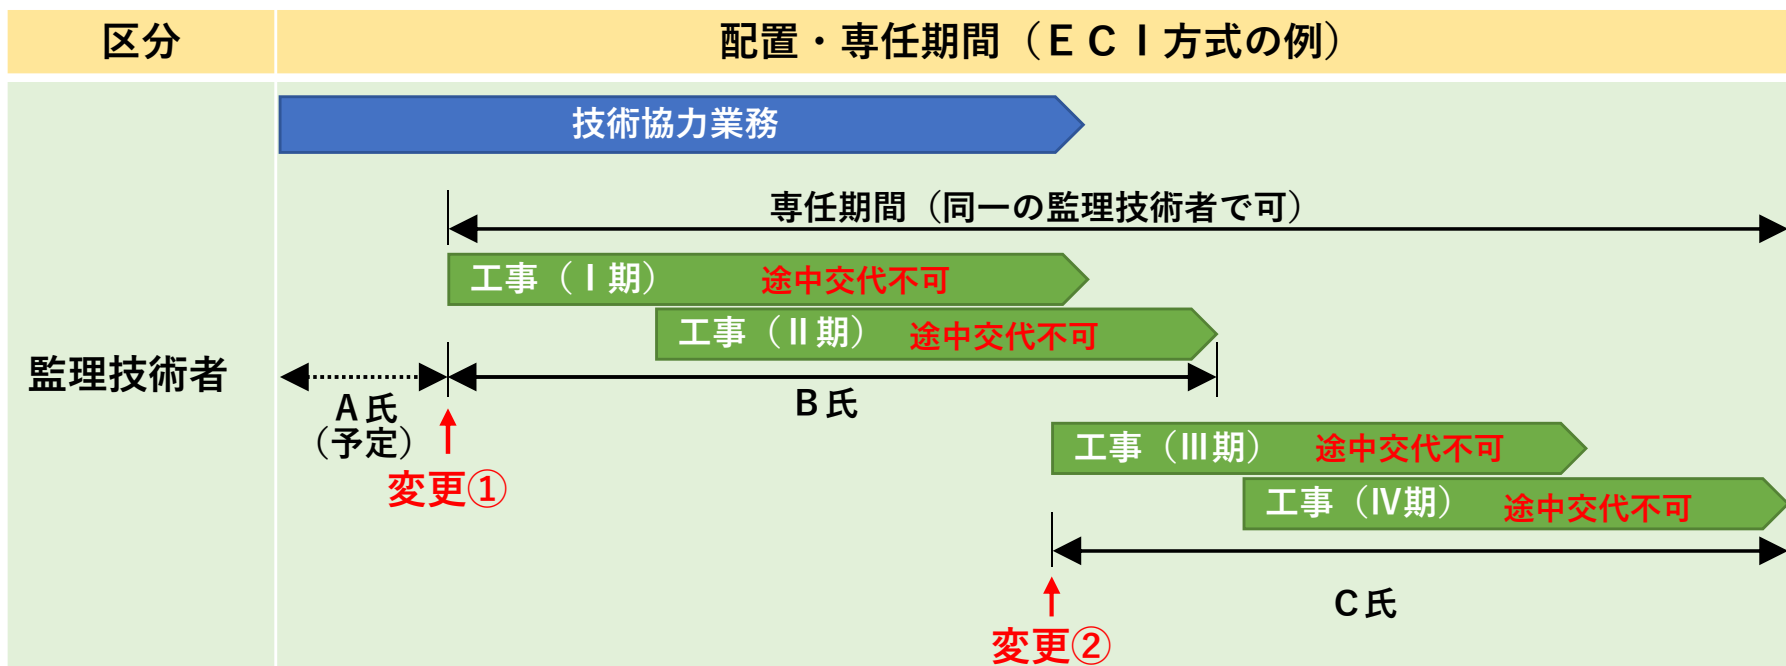 区分
配置・専任期間（ＥＣⅠ方式の例）
技術協力業務
専任期間（同一の監理技術者で可）
工事（Ⅰ期） 途中交代不可
工事（Ⅱ期） 途中交代不可
監理技術者
A氏
（予定）
B氏
変更①
工事（Ⅲ期） 途中交代不可
工事（Ⅳ期） 途中交代不可
C氏
変更②